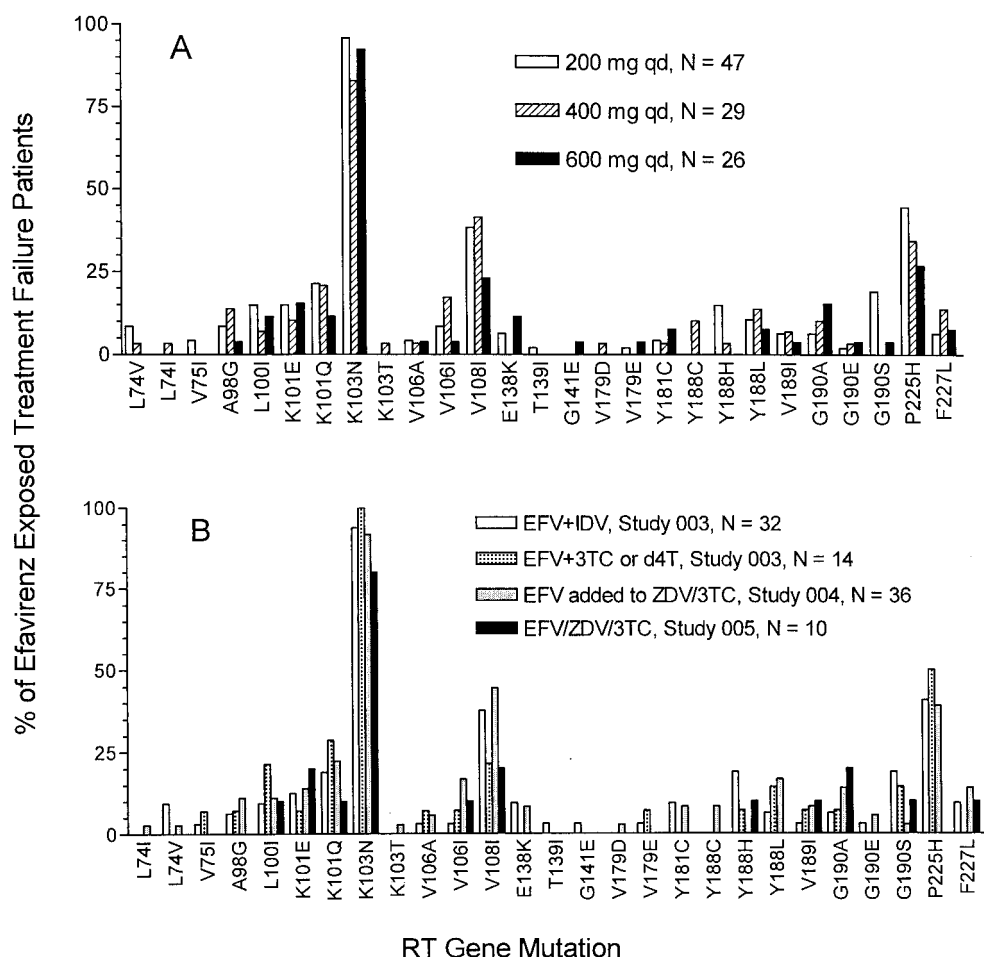 % of Efavirenz Exposed Treatment Failure Patients
A
100
75
50
25
0
200 mg qd, N = 47
400 mg qd, N = 29
600 mg qd, N = 26
L74V
L74I
V75I
A98G
L100I
K101E
K101Q
K103N
K103T
V106A
V106I
V108I
E138K
T139I
G141E
V179D
V179E
Y181C
Y188C
Y188H
Y188L
V189I
G190A
G190E
G190S
P225H
F227L
B
100
75
50
25
0
EFV+IDV, Study 003, N = 32
EFV+3TC or d4T, Study 003, N = 14
EFV added to ZDV/3TC, Study 004, N = 36
EFV/ZDV/3TC, Study 005, N = 10
L74I
L74V
V75I
A98G
L100I
K101E
K101Q
K103N
K103T
V106A
V106I
V108I
E138K
T139I
G141E
V179D
V179E
Y181C
Y188C
Y188H
Y188L
V189I
G190A
G190E
G190S
P225H
F227L
RT Gene Mutation